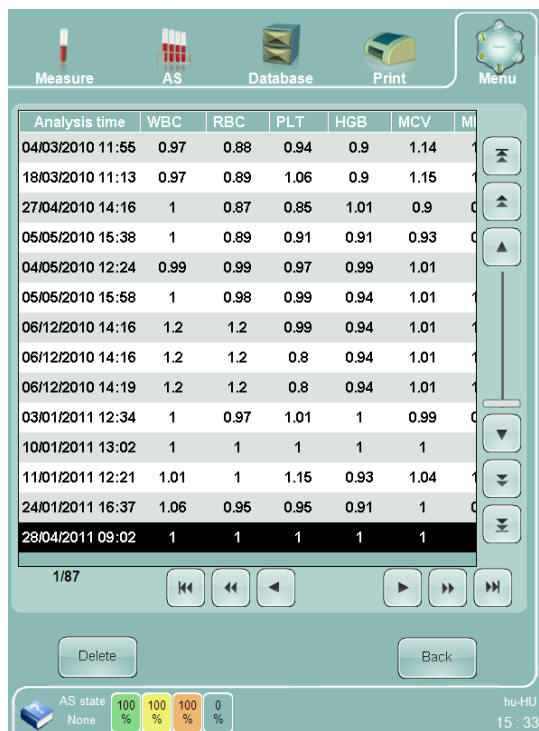 Measure AS Database Print Menu
Analysis time WBC RBC PLT HGB MCV
04/03/2010 11:55 0.97 0.88 0.94 0.9 1.14
18/03/2010 11:13 0.97 0.89 1.06 0.9 1.15
27/04/2010 14:16 1 0.87 0.85 1.01 0.9
05/05/2010 15:38 1 0.89 0.91 0.91 0.93
04/05/2010 12:24 0.99 0.99 0.97 0.99 1.01
05/05/2010 15:58 1 0.98 0.99 0.94 1.01
06/12/2010 14:16 1.2 1.2 0.99 0.94 1.01
06/12/2010 14:16 1.2 1.2 0.8 0.94 1.01
06/12/2010 14:19 1.2 1.2 0.8 0.94 1.01
03/01/2011 12:34 1 0.97 1.01 1 0.99
10/01/2011 13:02 1 1 1 1 1
11/01/2011 12:21 1.01 1 1.15 0.93 1.04
24/01/2011 16:37 1.06 0.95 0.95 0.91 1
28/04/2011 09:02 1 1 1 1 1
1/87
Delete Back
AS state 100 100 100 0 hu-HU
None % % % % 15 : 33